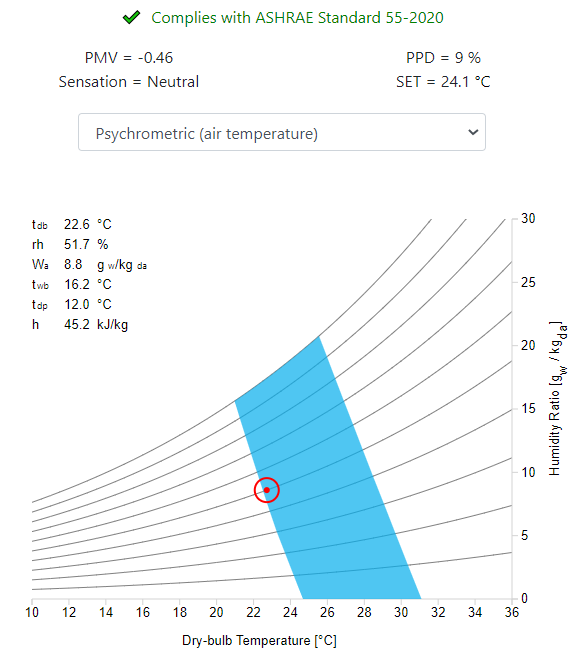 Complies with ASHRAE Standard 55-2020
PMV = -0.46
PPD = 9 %
Sensation = Neutral
SET = 24.1 °C
Psychrometric (air temperature)
tdb 22.6 °C
rh 51.7 %
Wa 8.8 g w/kg da
twb 16.2 °C
tdp 12.0 °C
h 45.2 kJ/kg
30
25
20
15
10
5
0
Humidity Ratio [gw / kgda]
10 12 14 16 18 20 22 24 26 28 30 32 34 36
Dry-bulb Temperature [°C]